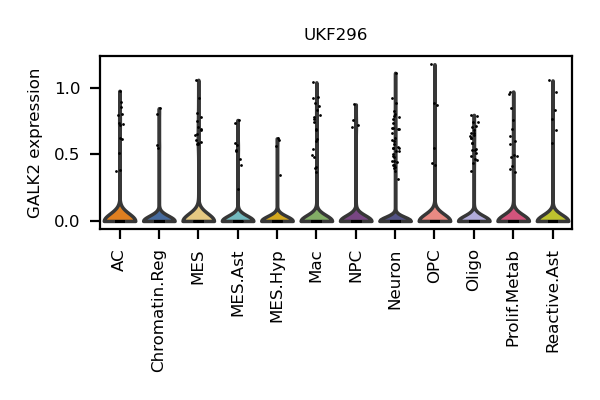 UKF296
GALK2 expression
1.0
0.5
0.0
AC
Chromatin.Reg
MES
MES.Ast
MES.Hyp
Mac
NPC
Neuron
OPC
Oligo
Prolif.Metab
Reactive.Ast